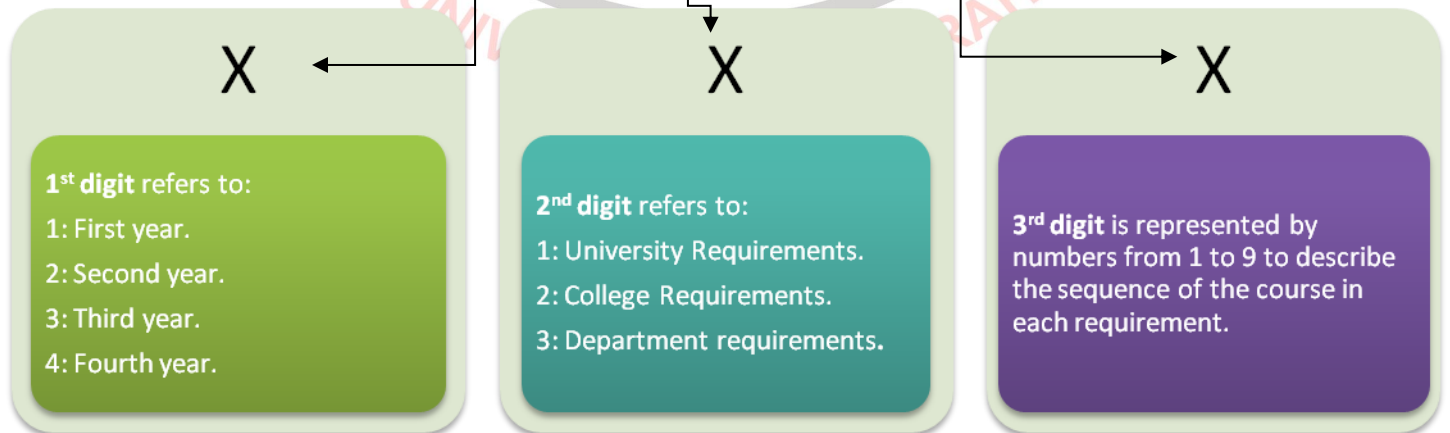 X
X
X
1st digit refers to:
1: First year.
2: Second year.
3: Third year.
4: Fourth year.
2nd digit refers to:
1: University Requirements.
2: College Requirements.
3: Department requirements.
3rd digit is represented by
numbers from 1 to 9 to describe
the sequence of the course in
each requirement.